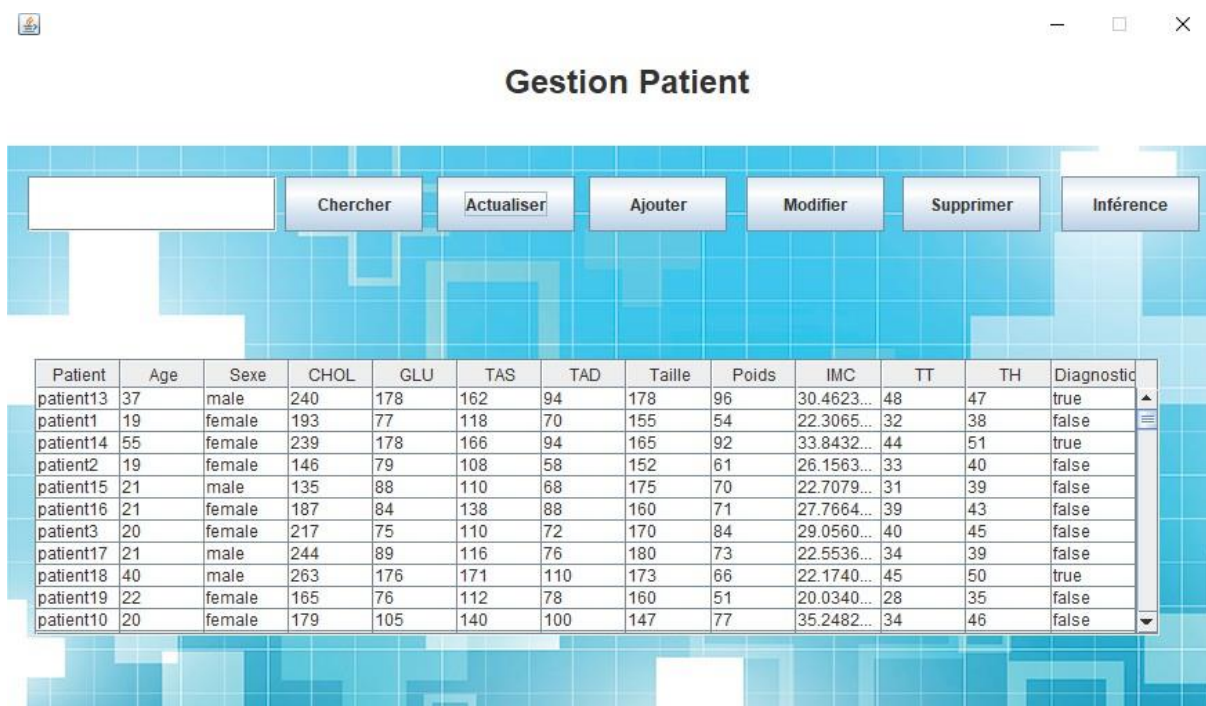 Gestion Patient
Chercher Actualiser Ajouter Modifier Supprimer Inférence
Patient Age Sexe CHOL GLU TAS TAD Taille Poids IMC TT TH Diagnostic
patient13 37 male 240 178 162 94 178 96 30.4623... 48 47 true
patient1 19 female 193 77 118 70 155 54 22.3065... 32 38 false
patient14 55 female 239 178 166 94 165 92 33.8432... 44 51 true
patient2 19 female 146 79 108 58 152 61 26.1563... 33 40 false
patient15 21 male 135 88 110 68 175 70 22.7079... 31 39 false
patient16 21 female 187 84 138 88 160 71 27.7664... 39 43 false
patient3 20 female 217 75 110 72 170 84 29.0560... 40 45 false
patient17 21 male 244 89 116 76 180 73 22.5536... 34 39 false
patient18 40 male 263 176 171 110 173 66 22.1740... 45 50 true
patient19 22 female 165 76 112 78 160 51 20.0340... 28 35 false
patient10 20 female 179 105 140 100 147 77 35.2482... 34 46 false